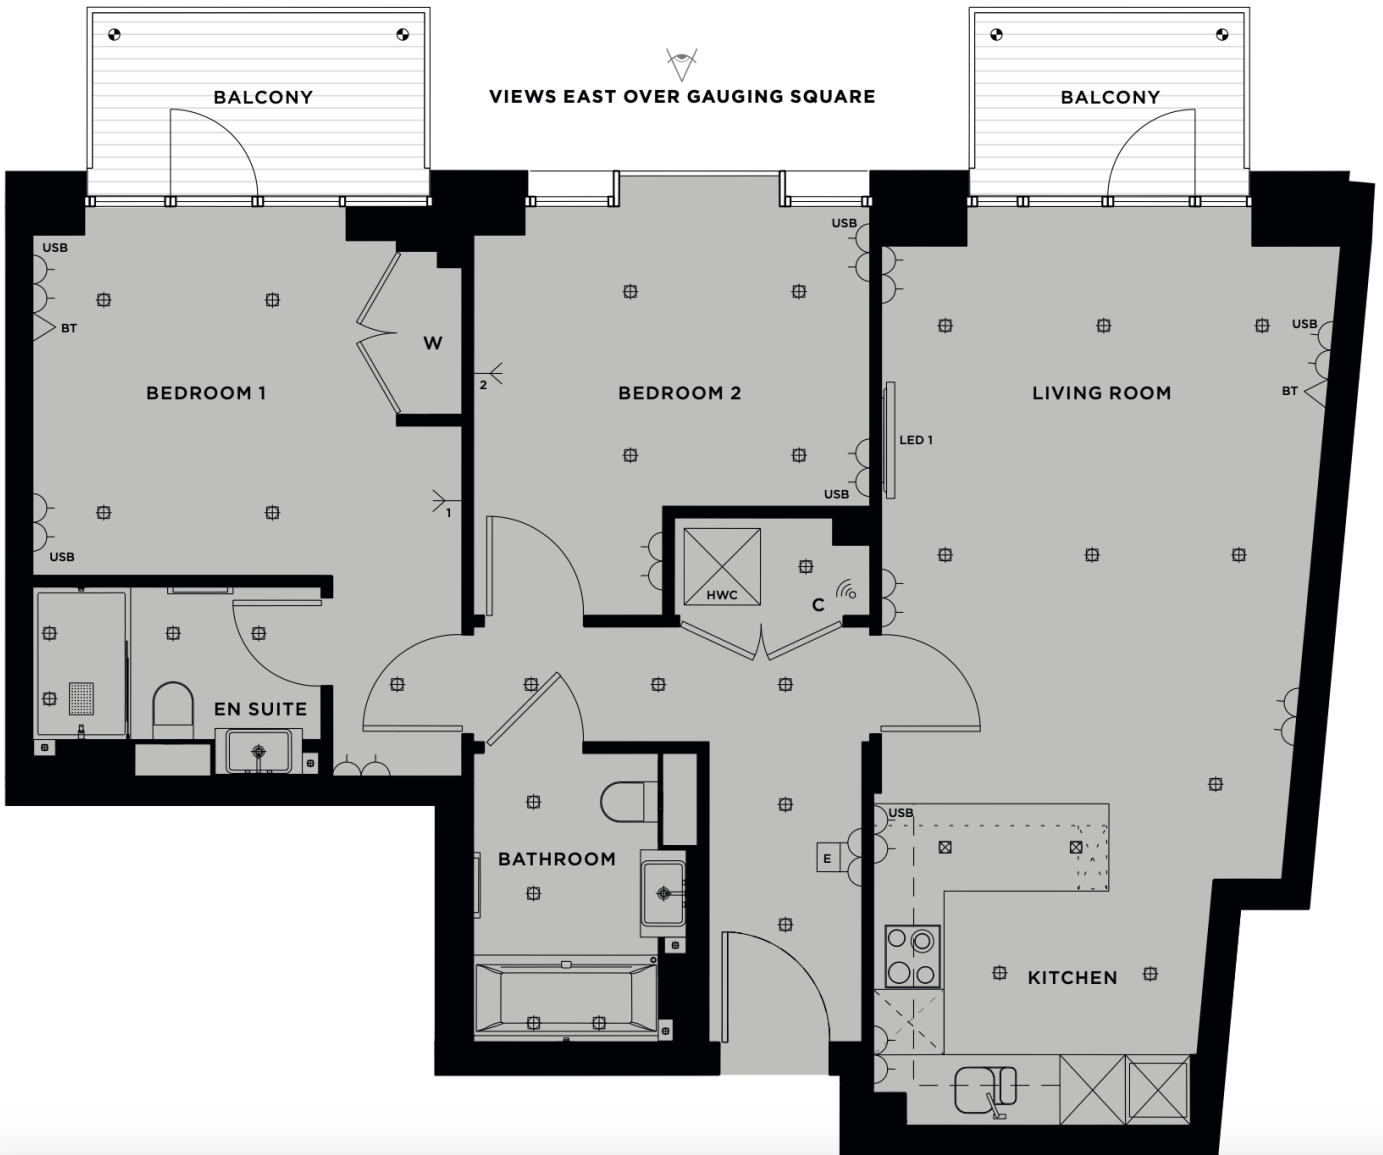 BALCONY
VIEWS EAST OVER GAUGING SQUARE
BALCONY
USB
BT
W
BEDROOM 1
USB
1
2
USB
BEDROOM 2
USB
USB
LIVING ROOM
BT
LED 1
HWC
C
EN SUITE
BATHROOM
E
USB
KITCHEN